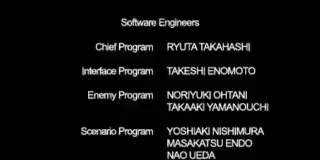 Software Engineers
Chief Program RYUTA TAKAHASHI
Interface Program TAKESHI ENOMOTO
Enemy Program NORIYUKI OHTANI
TAKAAKI YAMANOUCHI
Scenario Program YOSHIAKI NISHIMURA
MASAKATSU ENDO
NAO UEDA